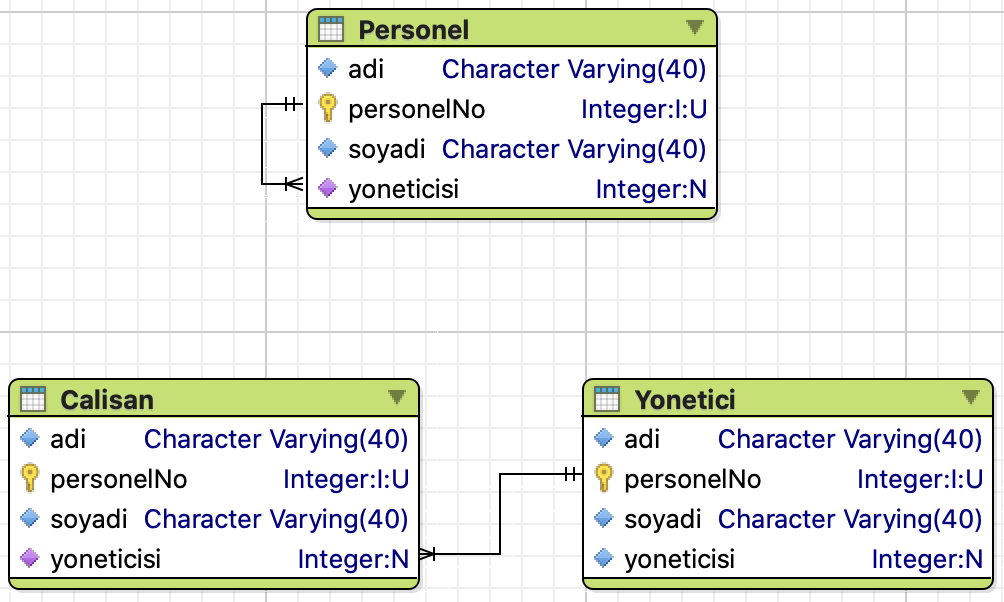 Personel
adi Character Varying(40)
personelNo Integer:I:U
soyadi Character Varying(40)
yoneticisi Integer:N
Calisan
adi Character Varying(40)
personelNo Integer:I:U
soyadi Character Varying(40)
yoneticisi Integer:N
Yonetici
adi Character Varying(40)
personelNo Integer:I:U
soyadi Character Varying(40)
yoneticisi Integer:N